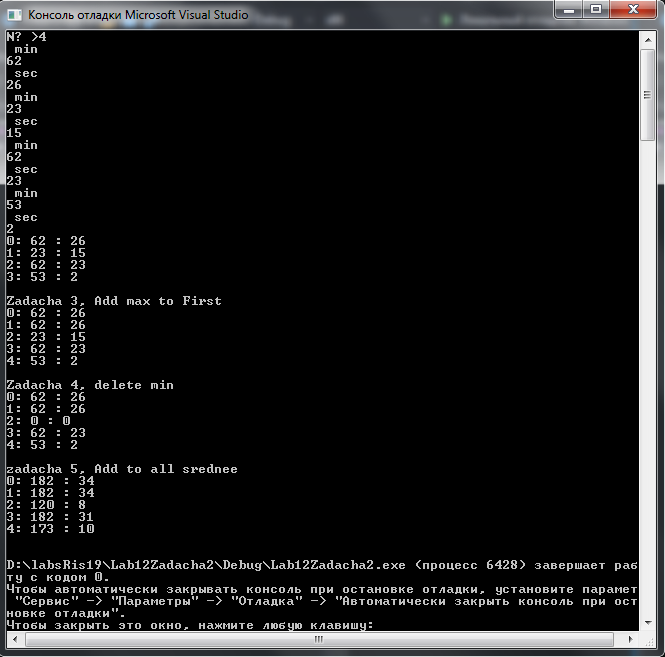 Консоль отладки Microsoft Visual Studio
N? >4
min
62
sec
26
min
23
sec
15
min
62
sec
23
min
53
sec
2
0: 62 : 26
1: 23 : 15
2: 62 : 23
3: 53 : 2
Zadacha 3, Add max to First
0: 62 : 26
1: 62 : 26
2: 23 : 15
3: 62 : 23
4: 53 : 2
Zadacha 4, delete min
0: 62 : 26
1: 62 : 26
2: 0 : 0
3: 62 : 23
4: 53 : 2
zadacha 5, Add to all srednee
0: 182 : 34
1: 182 : 34
2: 120 : 8
3: 182 : 31
4: 173 : 10
D:\labsRis19\Lab12Zadacha2\Debug\Lab12Zadacha2.exe (процесс 6428) завершает раб
ту с кодом 0.
Чтобы автоматически закрывать консоль при остановке отладки, установите парамет
"Сервис" -> "Параметры" -> "Отладка" -> "Автоматически закрыть консоль при ост
новке отладки".
Чтобы закрыть это окно, нажмите любую клавишу: